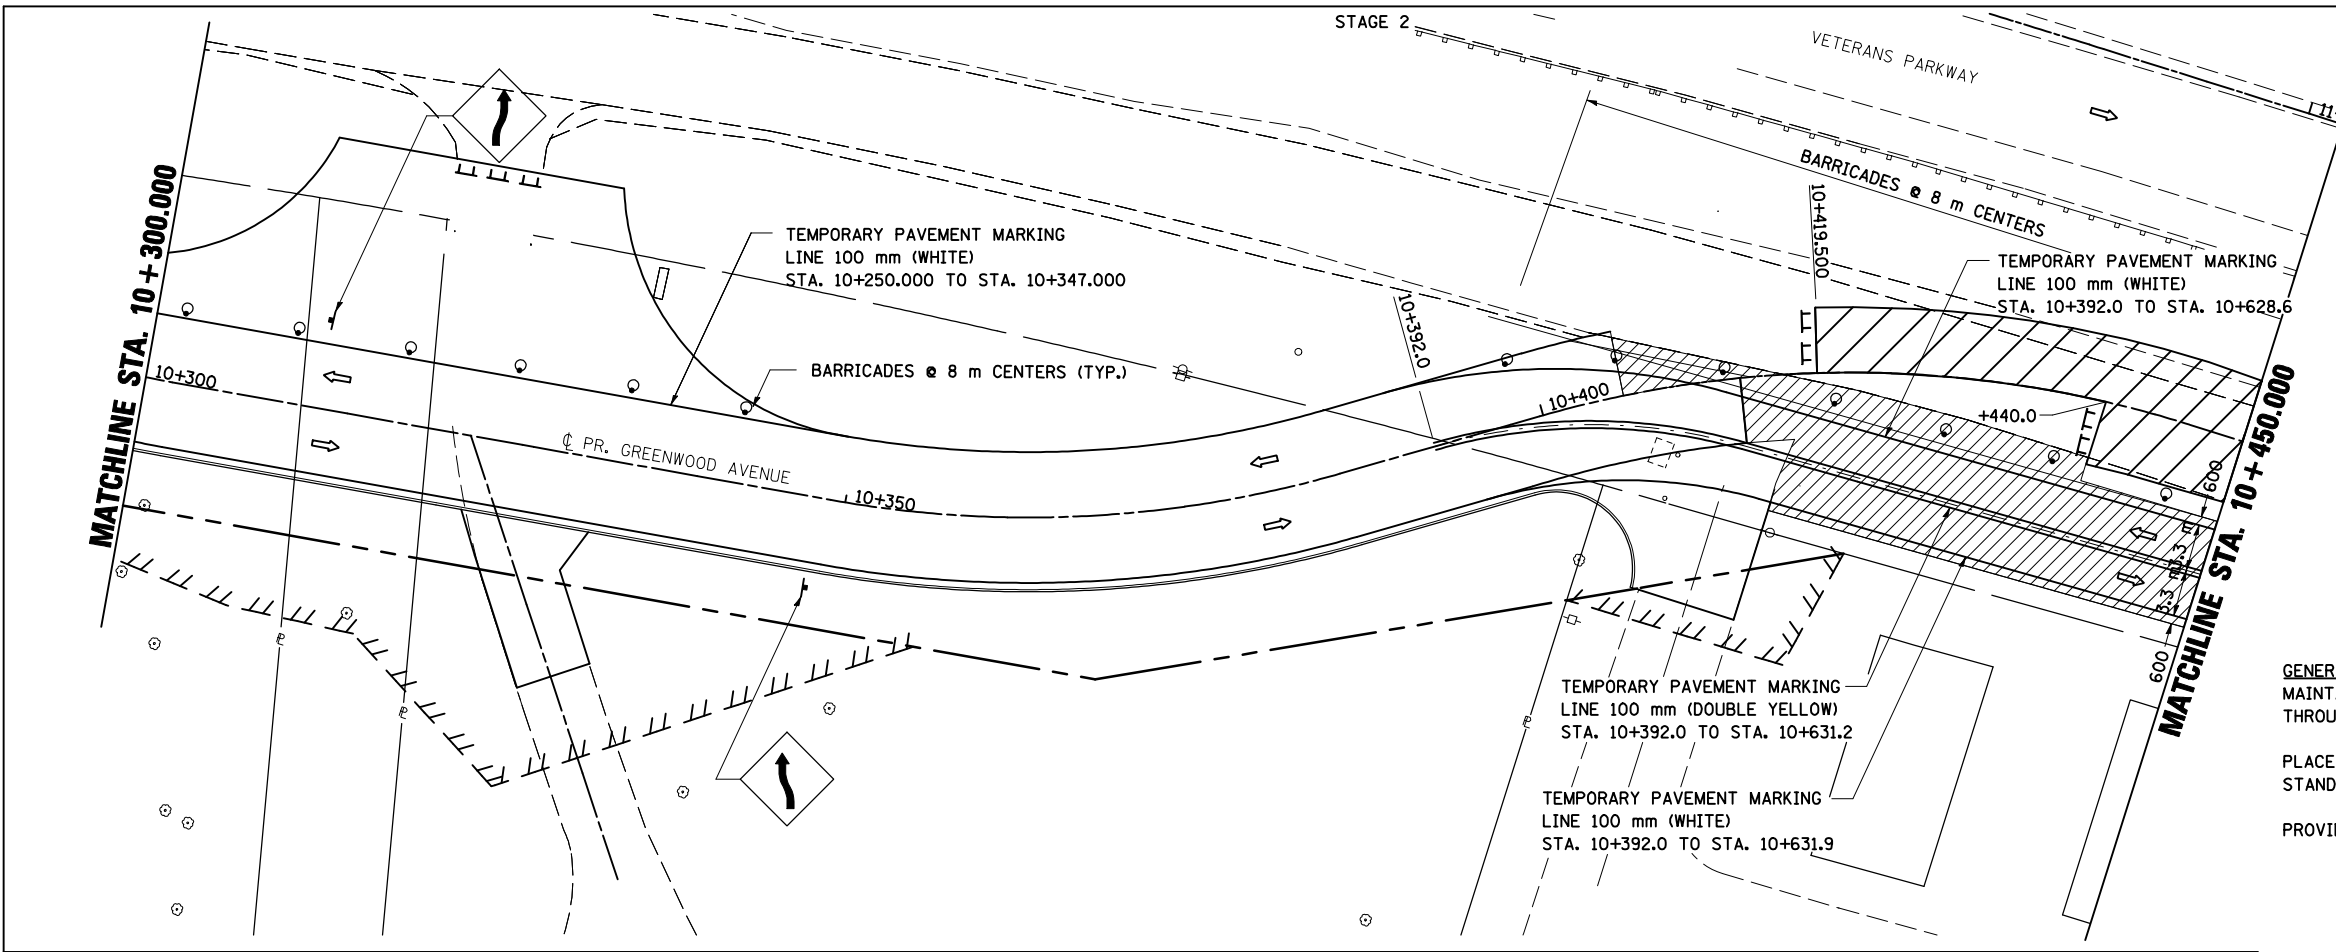 STAGE 2
VETERANS PARKWAY
BARRICADES @ 8 m CENTERS
MATCHLINE STA. 10+300.000
TEMPORARY PAVEMENT MARKING
LINE 100 mm (WHITE)
STA. 10+250.000 TO STA. 10+347.000
10+419.500
TEMPORARY PAVEMENT MARKING
LINE 100 mm (WHITE)
STA. 10+392.0 TO STA. 10+628.6
10+392.0
10+300
BARRICADES @ 8 m CENTERS (TYP.)
10+400
+440.0
℄ PR. GREENWOOD AVENUE
10+350
600
3.3 m
3.3 m
600
MATCHLINE STA. 10+450.000
TEMPORARY PAVEMENT MARKING
LINE 100 mm (DOUBLE YELLOW)
STA. 10+392.0 TO STA. 10+631.2
TEMPORARY PAVEMENT MARKING
LINE 100 mm (WHITE)
STA. 10+392.0 TO STA. 10+631.9